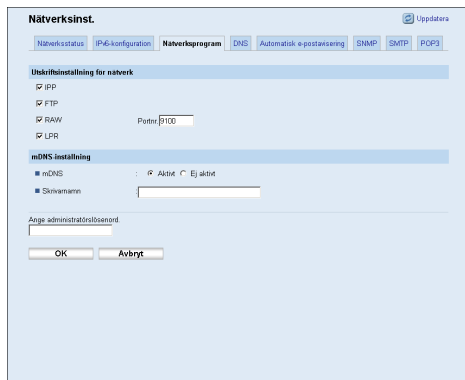 Nätverksinst.
Uppdatera
Nätverksstatus IPv6-konfiguration Nätverksprogram DNS Automatisk e-postavisering SNMP SMTP POP3
Utskriftsinställning för nätverk
IPP
FTP
RAW Portnr. 9100
LPR
mDNS-inställning
mDNS : Aktivt Ej aktivt
Skrivarnamn :
Ange administratörslösenord.
OK Avbryt